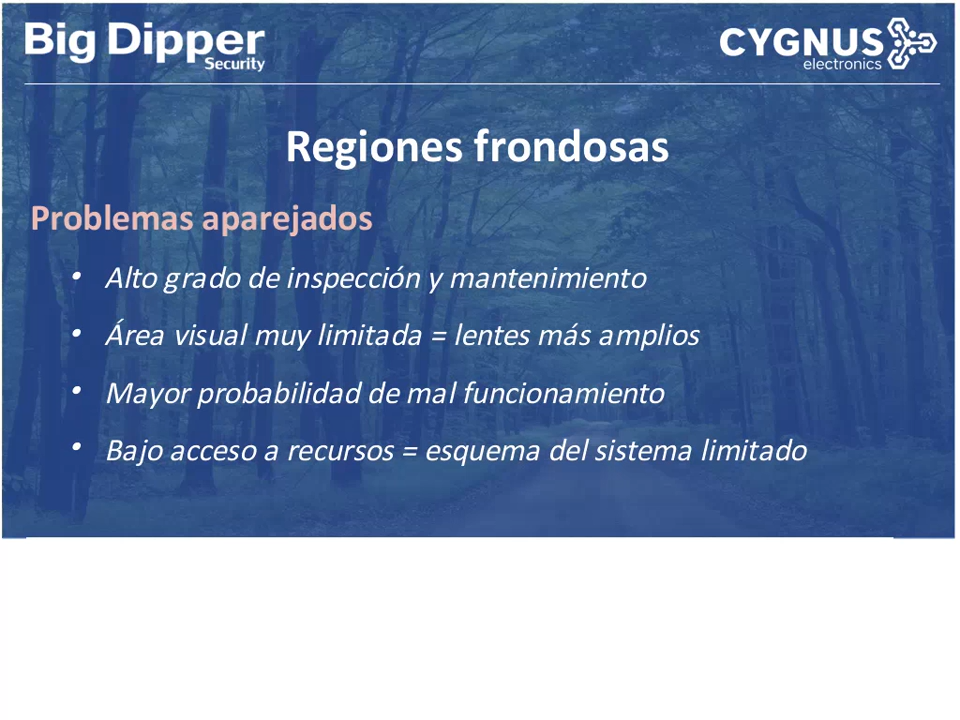 Big Dipper
Security
CYGNUS
electronics
Regiones frondosas
Problemas aparejados
• Alto grado de inspección y mantenimiento
• Área visual muy limitada = lentes más amplios
• Mayor probabilidad de mal funcionamiento
• Bajo acceso a recursos = esquema del sistema limitado